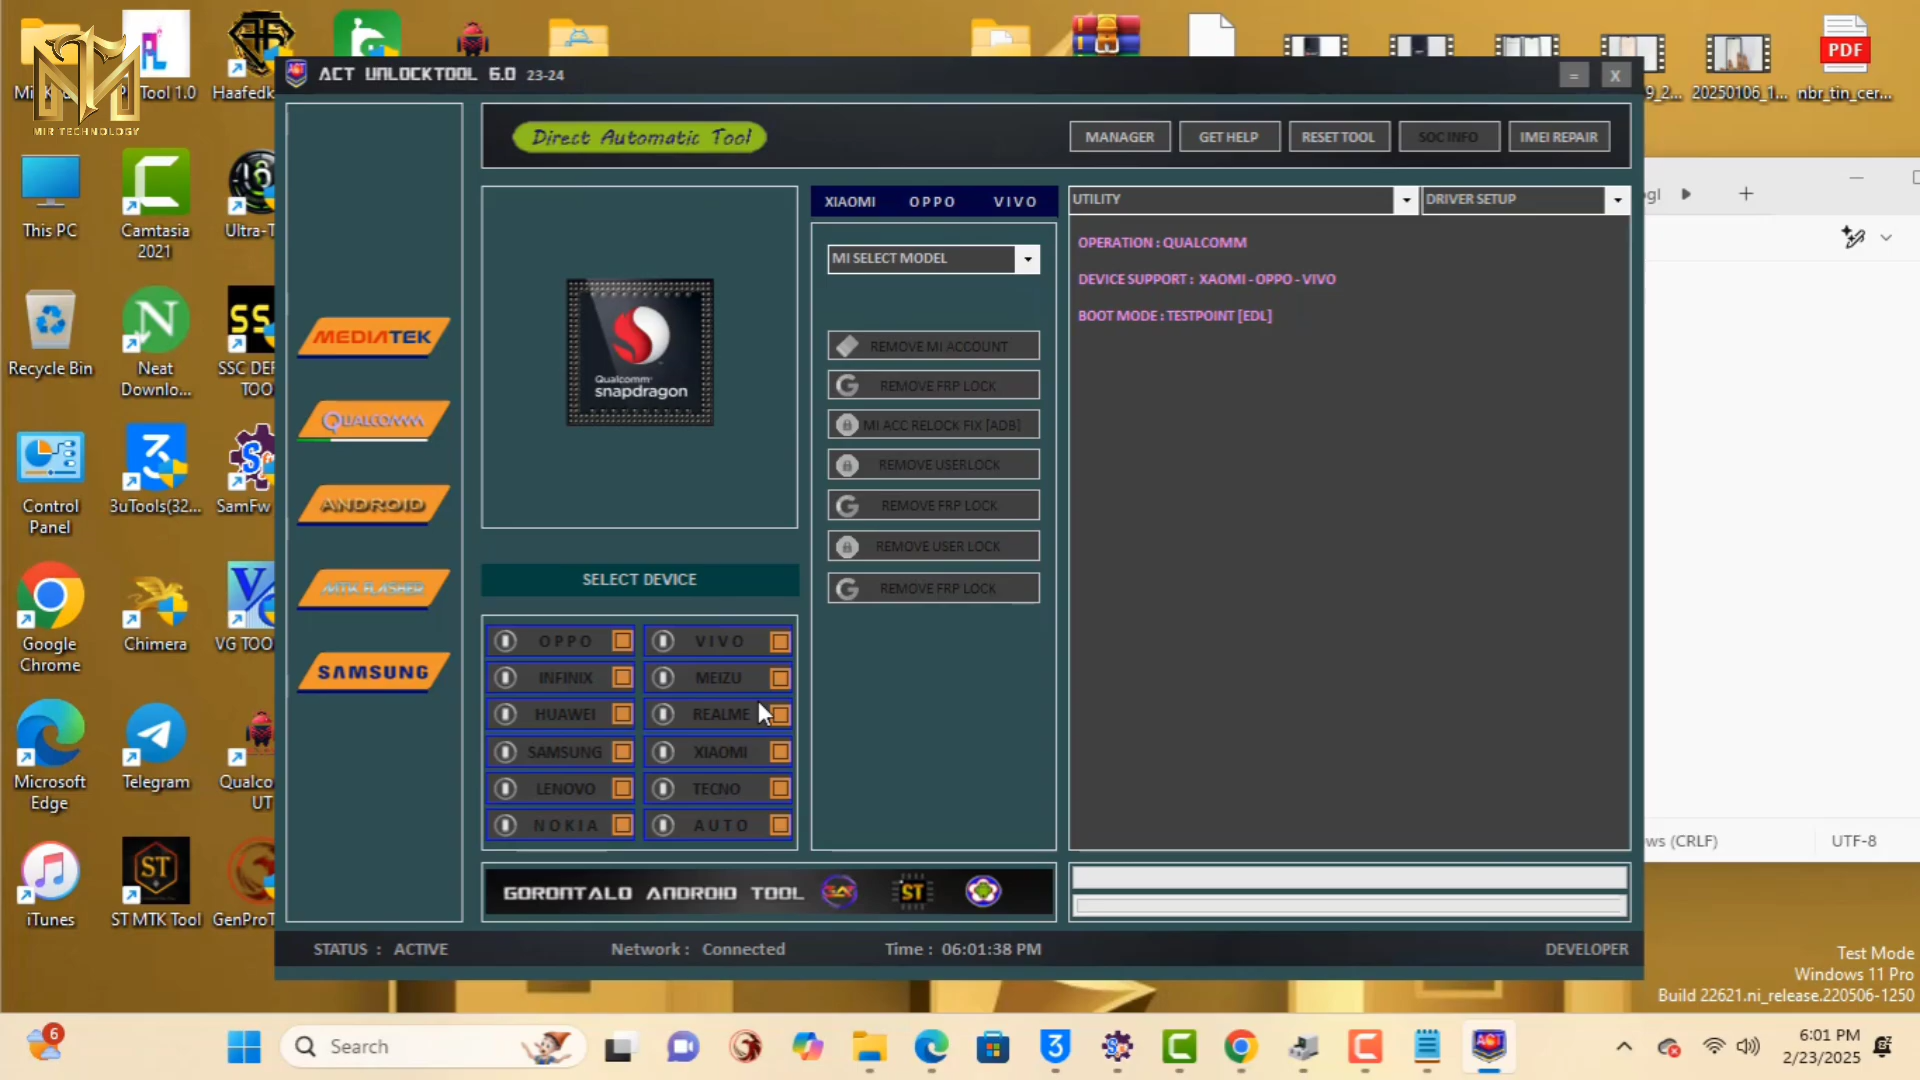 MIR TECHNOLOGY
Tool 1.0
Haafedk
20250106_1...
nbr_tin_cer...
PDF
This PC
Camtasia
2021
Ultra-T
Recycle Bin
Neat
Downlo...
SSC DEF
TOO
Control
Panel
3uTools(32...
SamFw
Google
Chrome
Chimera
VG TOO
Microsoft
Edge
Telegram
Qualco
UT
iTunes
ST MTK Tool
GenProT
ACT UNLOCKTOOL 6.0 23-24
= X
Direct Automatic Tool
MANAGER
GET HELP
RESET TOOL
SOC INFO
IMEI REPAIR
MEDIATEK
QUALCOMM
ANDROID
MTK FLASHER
SAMSUNG
Qualcomm
snapdragon
SELECT DEVICE
OPPO VIVO
INFINIX MEIZU
HUAWEI REALME
SAMSUNG XIAOMI
LENOVO TECNO
NOKIA AUTO
XIAOMI OPPO VIVO
MI SELECT MODEL
REMOVE MI ACCOUNT
REMOVE FRP LOCK
MI ACC RELOCK FIX [ADB]
REMOVE USERLOCK
REMOVE FRP LOCK
REMOVE USER LOCK
REMOVE FRP LOCK
UTILITY
DRIVER SETUP
OPERATION : QUALCOMM
DEVICE SUPPORT : XAOMI - OPPO - VIVO
BOOT MODE : TESTPOINT [EDL]
GORONTALO ANDROID TOOL
ST
STATUS : ACTIVE
Network : Connected
Time : 06:01:38 PM
DEVELOPER
ws (CRLF)
UTF-8
Test Mode
Windows 11 Pro
Build 22621.ni_release.220506-1250
6
Search
6:01 PM
2/23/2025